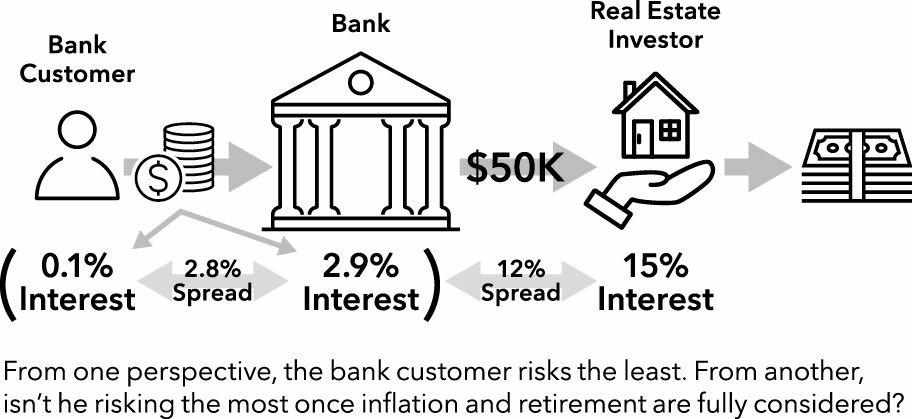 Bank
Customer
Bank
Real Estate
Investor
$
$50K
(0.1%
Interest
2.8%
Spread
2.9%
Interest)
12%
Spread
15%
Interest
From one perspective, the bank customer risks the least. From another,
isn’t he risking the most once inflation and retirement are fully considered?